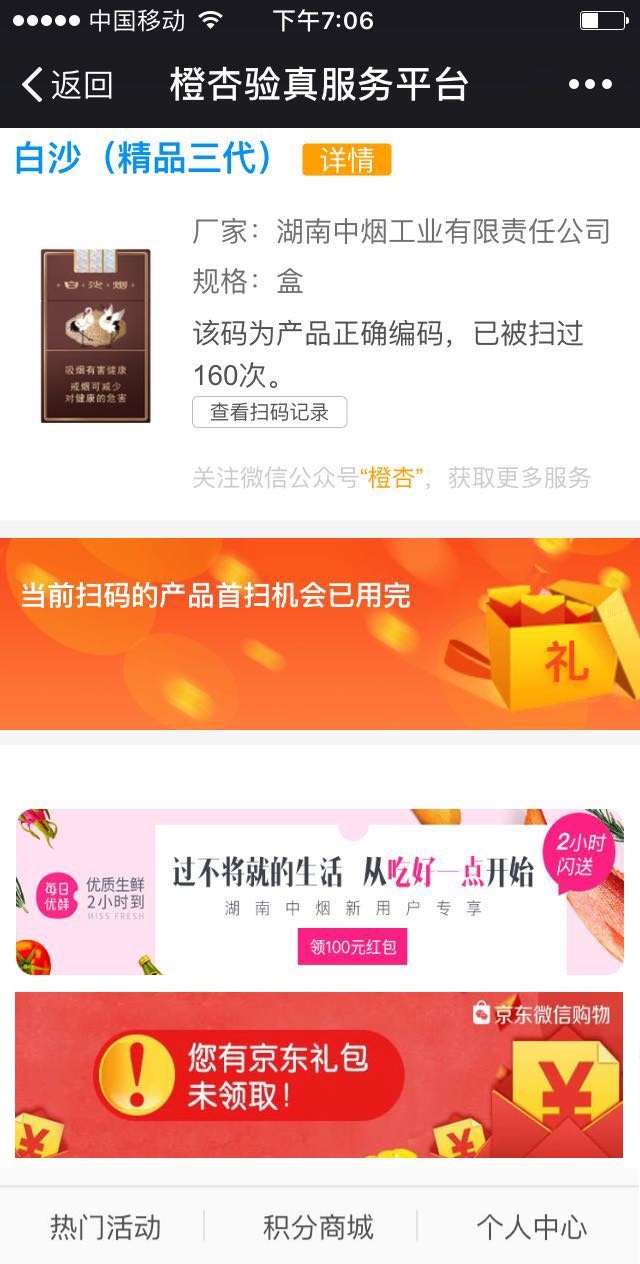 中国移动 下午7:06
返回 橙杏验真服务平台
白沙（精品三代） 详情
厂家：湖南中烟工业有限责任公司
规格：盒
白沙烟
吸烟有害健康
戒烟可减少
对健康的危害
该码为产品正确编码，已被扫过
160次。
查看扫码记录
关注微信公众号“橙杏”，获取更多服务
当前扫码的产品首扫机会已用完
礼
每日
优鲜
优质生鲜
2小时到
MISS FRESH
过不将就的生活 从吃好一点开始
湖南中烟新用户专享
领100元红包
2小时
闪送
京东微信购物
您有京东礼包
未领取！
¥
¥
¥
热门活动 积分商城 个人中心